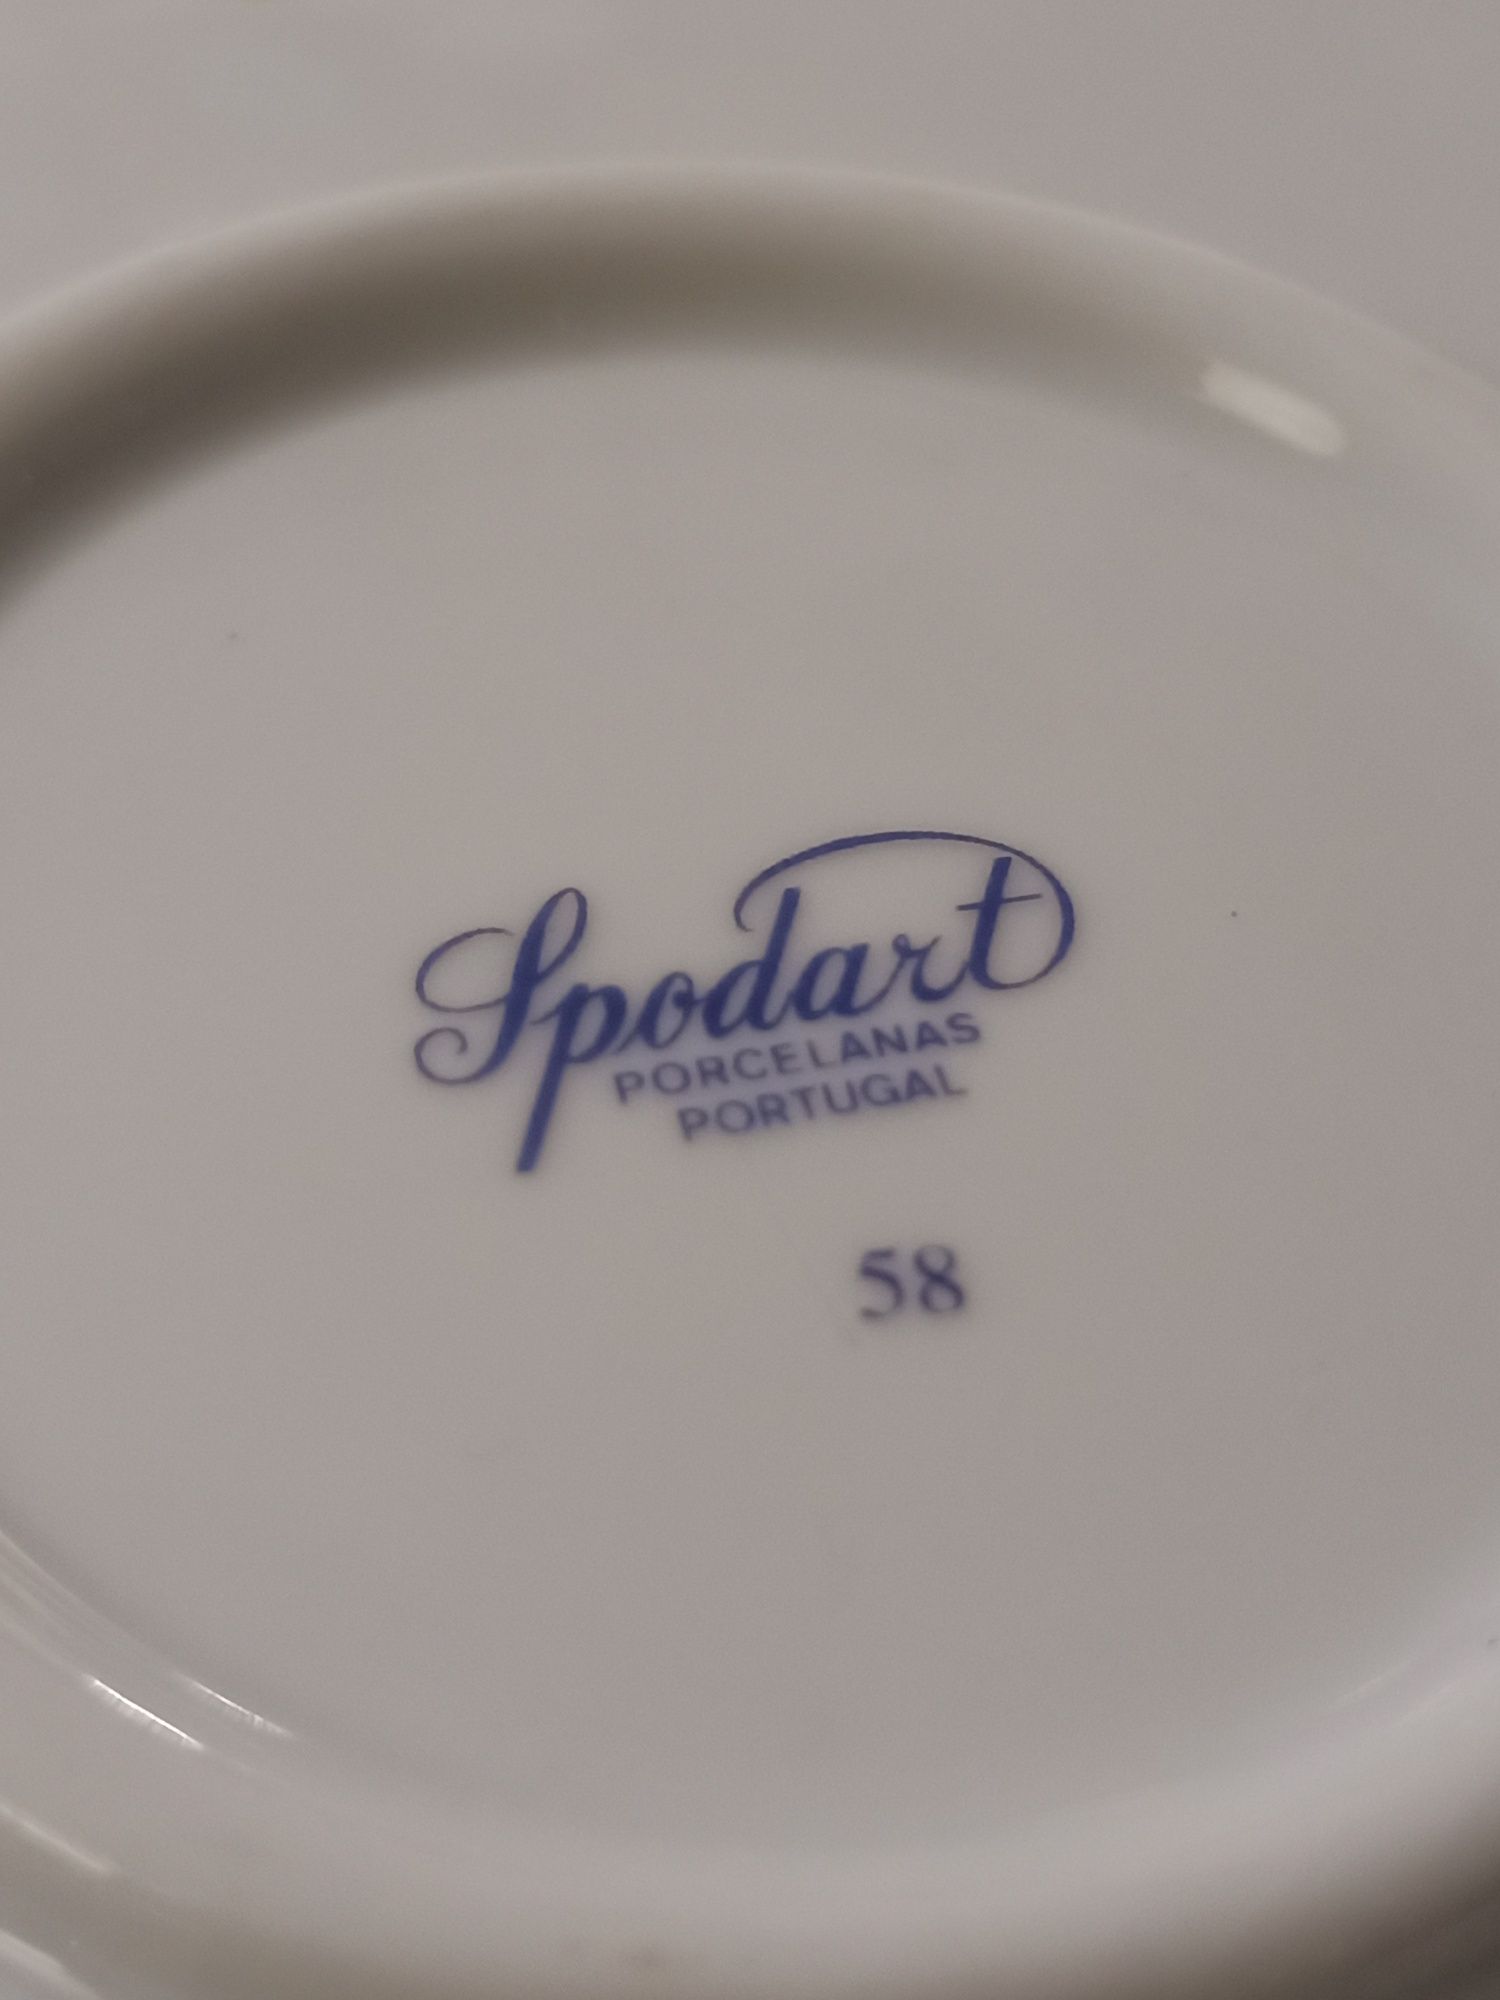 Spodart
PORCELANAS
PORTUGAL
58